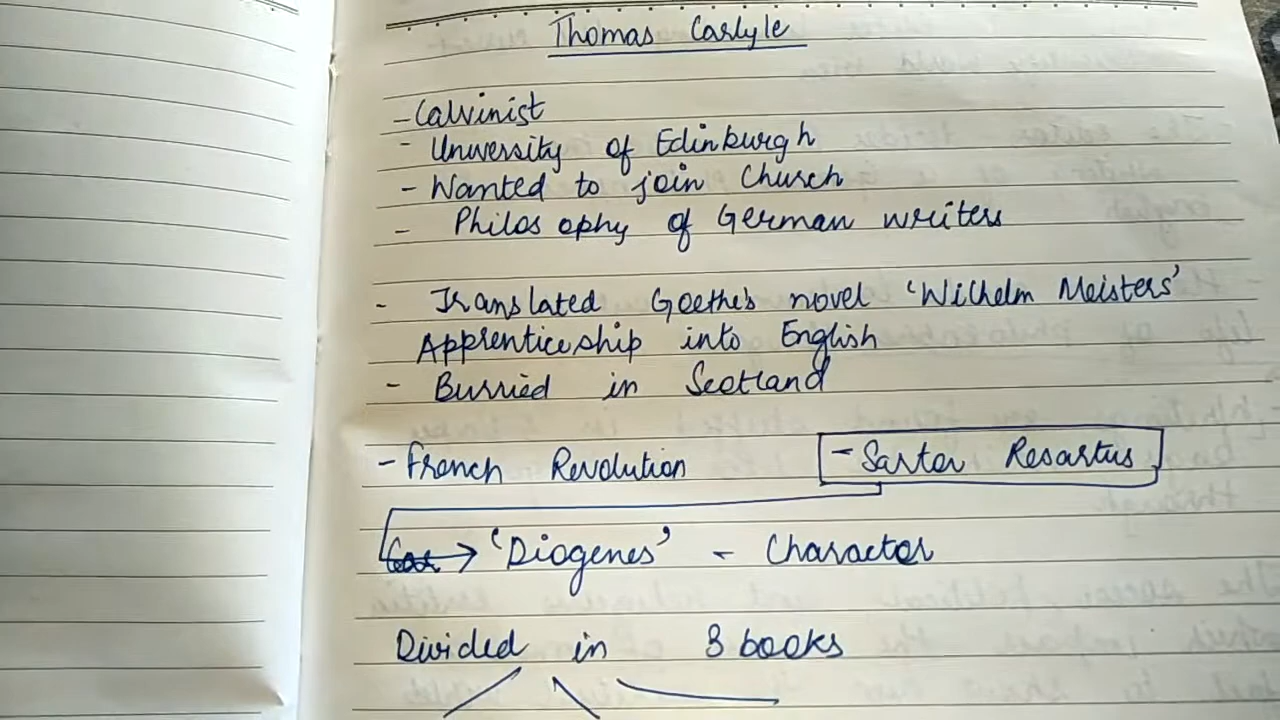 Thomas Carlyle
- Calvinist
- University of Edinburgh
- Wanted to join Church
- Philosophy of German writers
- Translated Goethe's novel 'Wilhelm Meisters'
Apprenticeship into English
- Burried in Scotland
- French Revolution - Sartor Resartus
→ 'Diogenes' - Character
Divided in 3 books